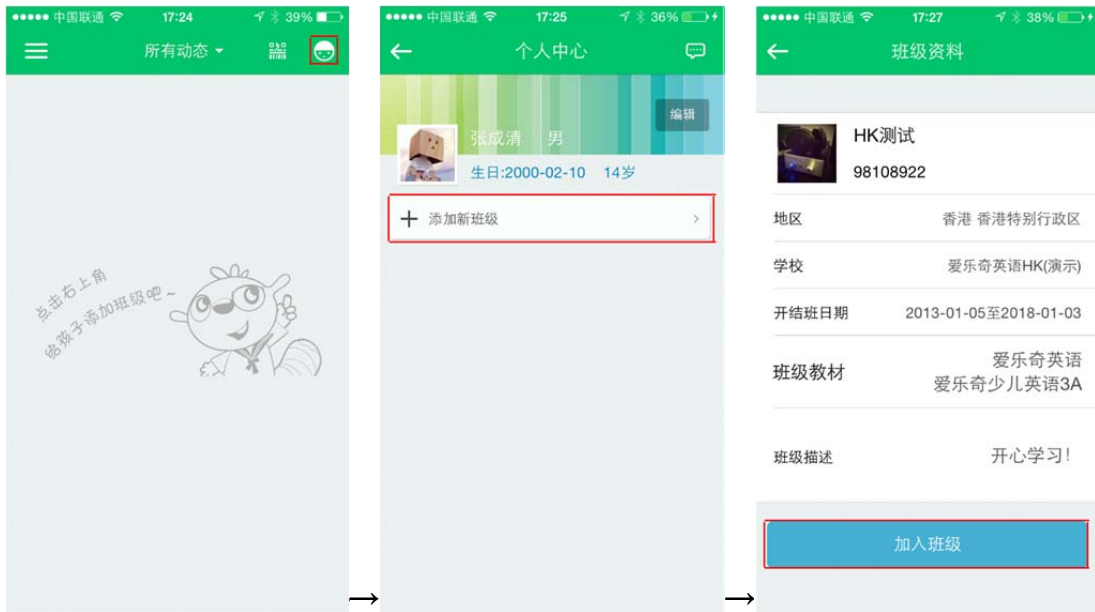 中国联通 17:24 39%
所有动态
点击右上角
给孩子添加班级吧~
→
中国联通 17:25 36%
个人中心
编辑
张成清 男
生日:2000-02-10 14岁
添加新班级
→
中国联通 17:27 38%
班级资料
HK测试
98108922
地区 香港 香港特别行政区
学校 爱乐奇英语HK(演示)
开结班日期 2013-01-05至2018-01-03
班级教材 爱乐奇英语
爱乐奇少儿英语3A
班级描述 开心学习!
加入班级